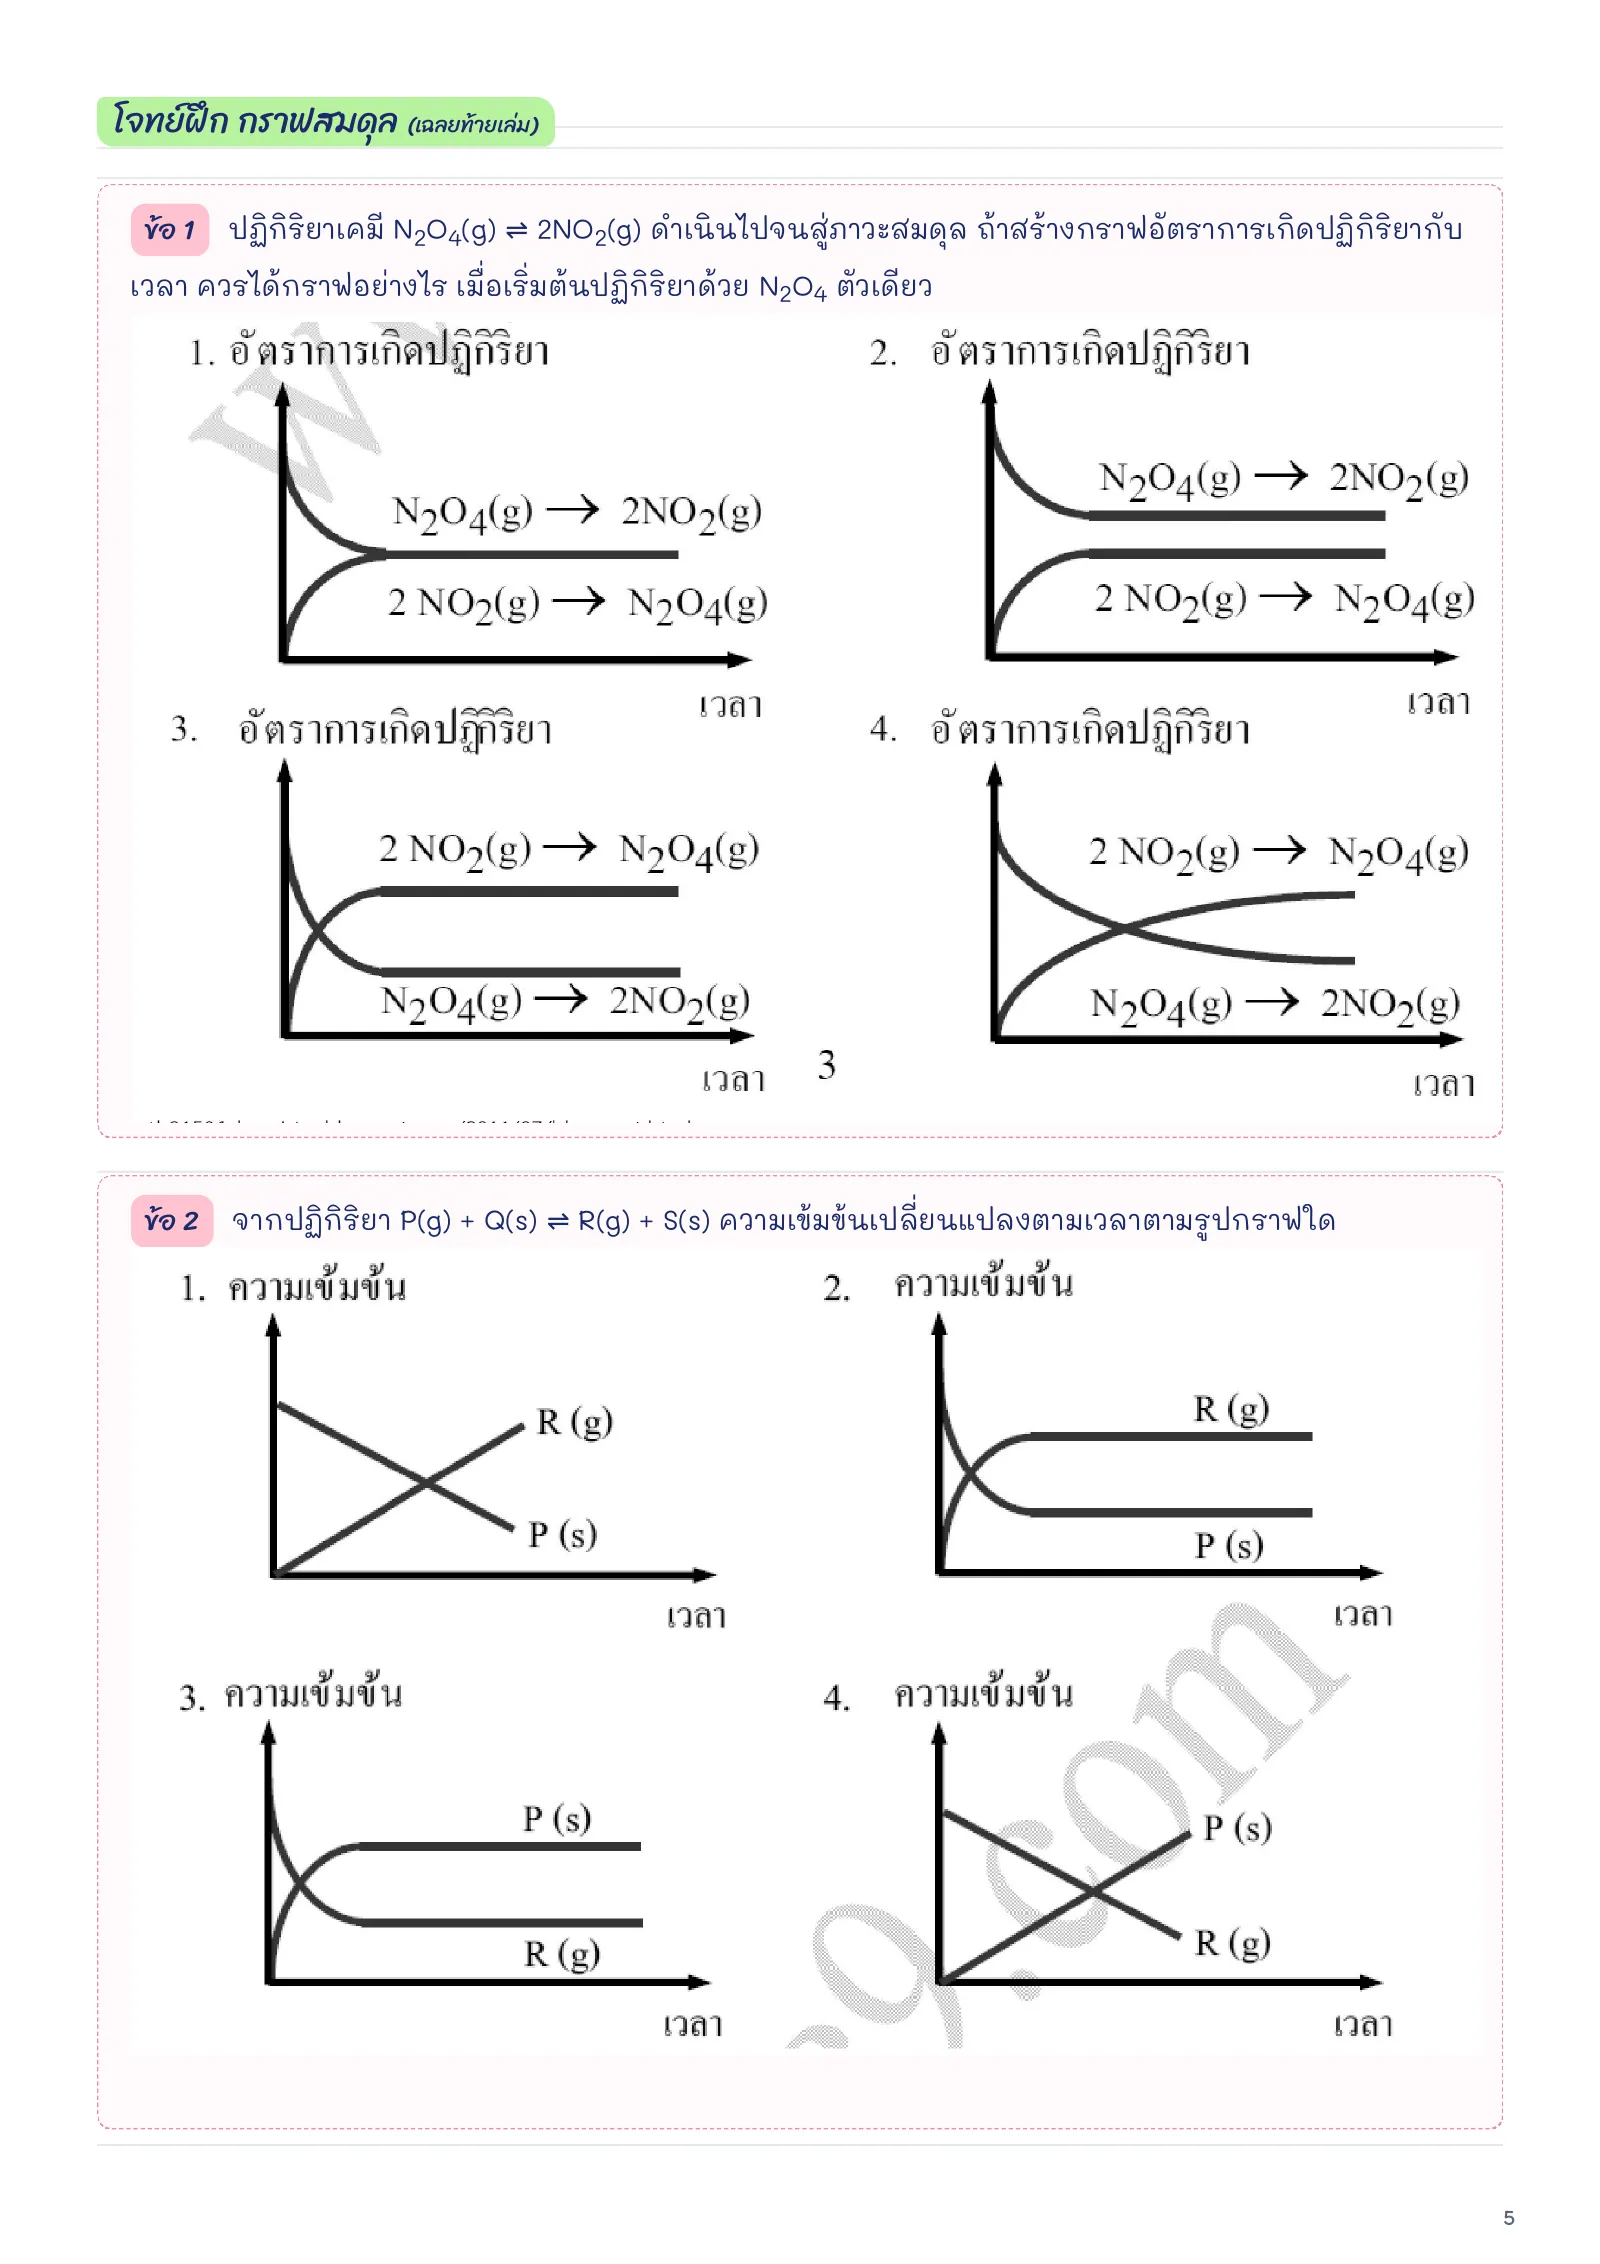 โจทย์ฝึก กราฟสมดุล (เฉลยท้ายเล่ม)
ข้อ 1 ปฏิกิริยาเคมี N₂O₄(g) ⇌ 2NO₂(g) ดำเนินไปจนสู่ภาวะสมดุล ถ้าสร้างกราฟอัตราการเกิดปฏิกิริยากับ
เวลา ควรได้กราฟอย่างไร เมื่อเริ่มต้นปฏิกิริยาด้วย N₂O₄ ตัวเดียว
1. อัตราการเกิดปฏิกิริยา
N₂O₄(g) → 2NO₂(g)
2 NO₂(g) → N₂O₄(g)
เวลา
2. อัตราการเกิดปฏิกิริยา
N₂O₄(g) → 2NO₂(g)
2 NO₂(g) → N₂O₄(g)
เวลา
3. อัตราการเกิดปฏิกิริยา
2 NO₂(g) → N₂O₄(g)
N₂O₄(g) → 2NO₂(g)
เวลา
3
4. อัตราการเกิดปฏิกิริยา
2 NO₂(g) → N₂O₄(g)
N₂O₄(g) → 2NO₂(g)
เวลา
ข้อ 2 จากปฏิกิริยา P(g) + Q(s) ⇌ R(g) + S(s) ความเข้มข้นเปลี่ยนแปลงตามเวลาตามรูปกราฟใด
1. ความเข้มข้น
R (g)
P (s)
เวลา
2. ความเข้มข้น
R (g)
P (s)
เวลา
3. ความเข้มข้น
P (s)
R (g)
เวลา
4. ความเข้มข้น
P (s)
R (g)
เวลา
9.com
5